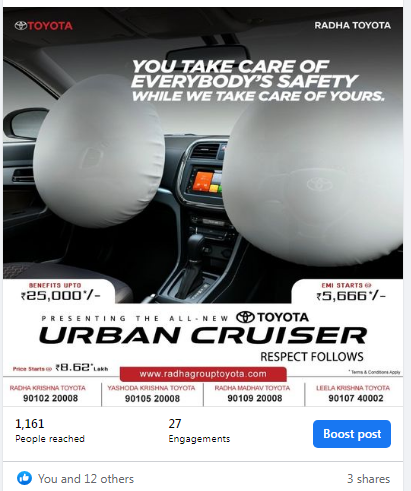 TOYOTA
RADHA TOYOTA
YOU TAKE CARE OF
EVERYBODY'S SAFETY
WHILE WE TAKE CARE OF YOURS.
BENEFITS UPTO
₹25,000*/-
EMI STARTS @
₹5,666*/-
PRESENTING THE ALL-NEW TOYOTA
URBAN CRUISER
RESPECT FOLLOWS
Price Starts @ ₹8.62* Lakh
www.radhagrouptoyota.com
* Terms & Conditions Apply
RADHA KRISHNA TOYOTA
90102 20008
YASHODA KRISHNA TOYOTA
90105 20008
RADHA MADHAV TOYOTA
90109 20008
LEELA KRISHNA TOYOTA
90107 40002
1,161
People reached
27
Engagements
Boost post
You and 12 others
3 shares